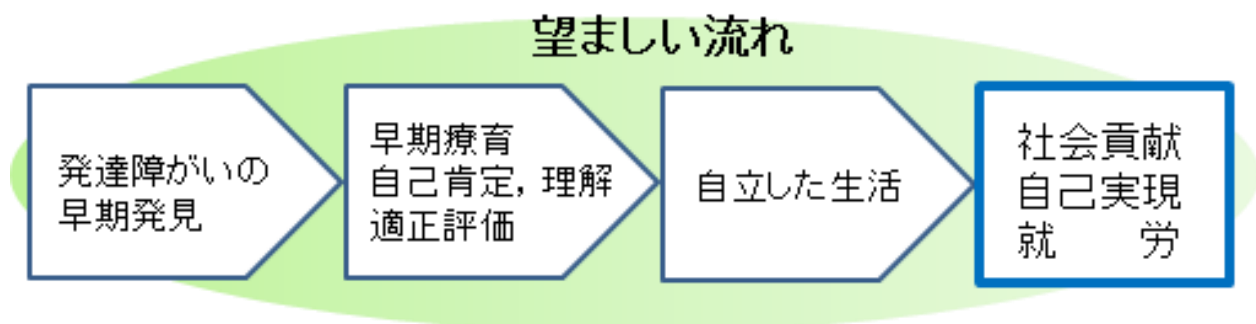 望ましい流れ
発達障がいの
早期発見
早期療育
自己肯定，理解
適正評価
自立した生活
社会貢献
自己実現
就　　労